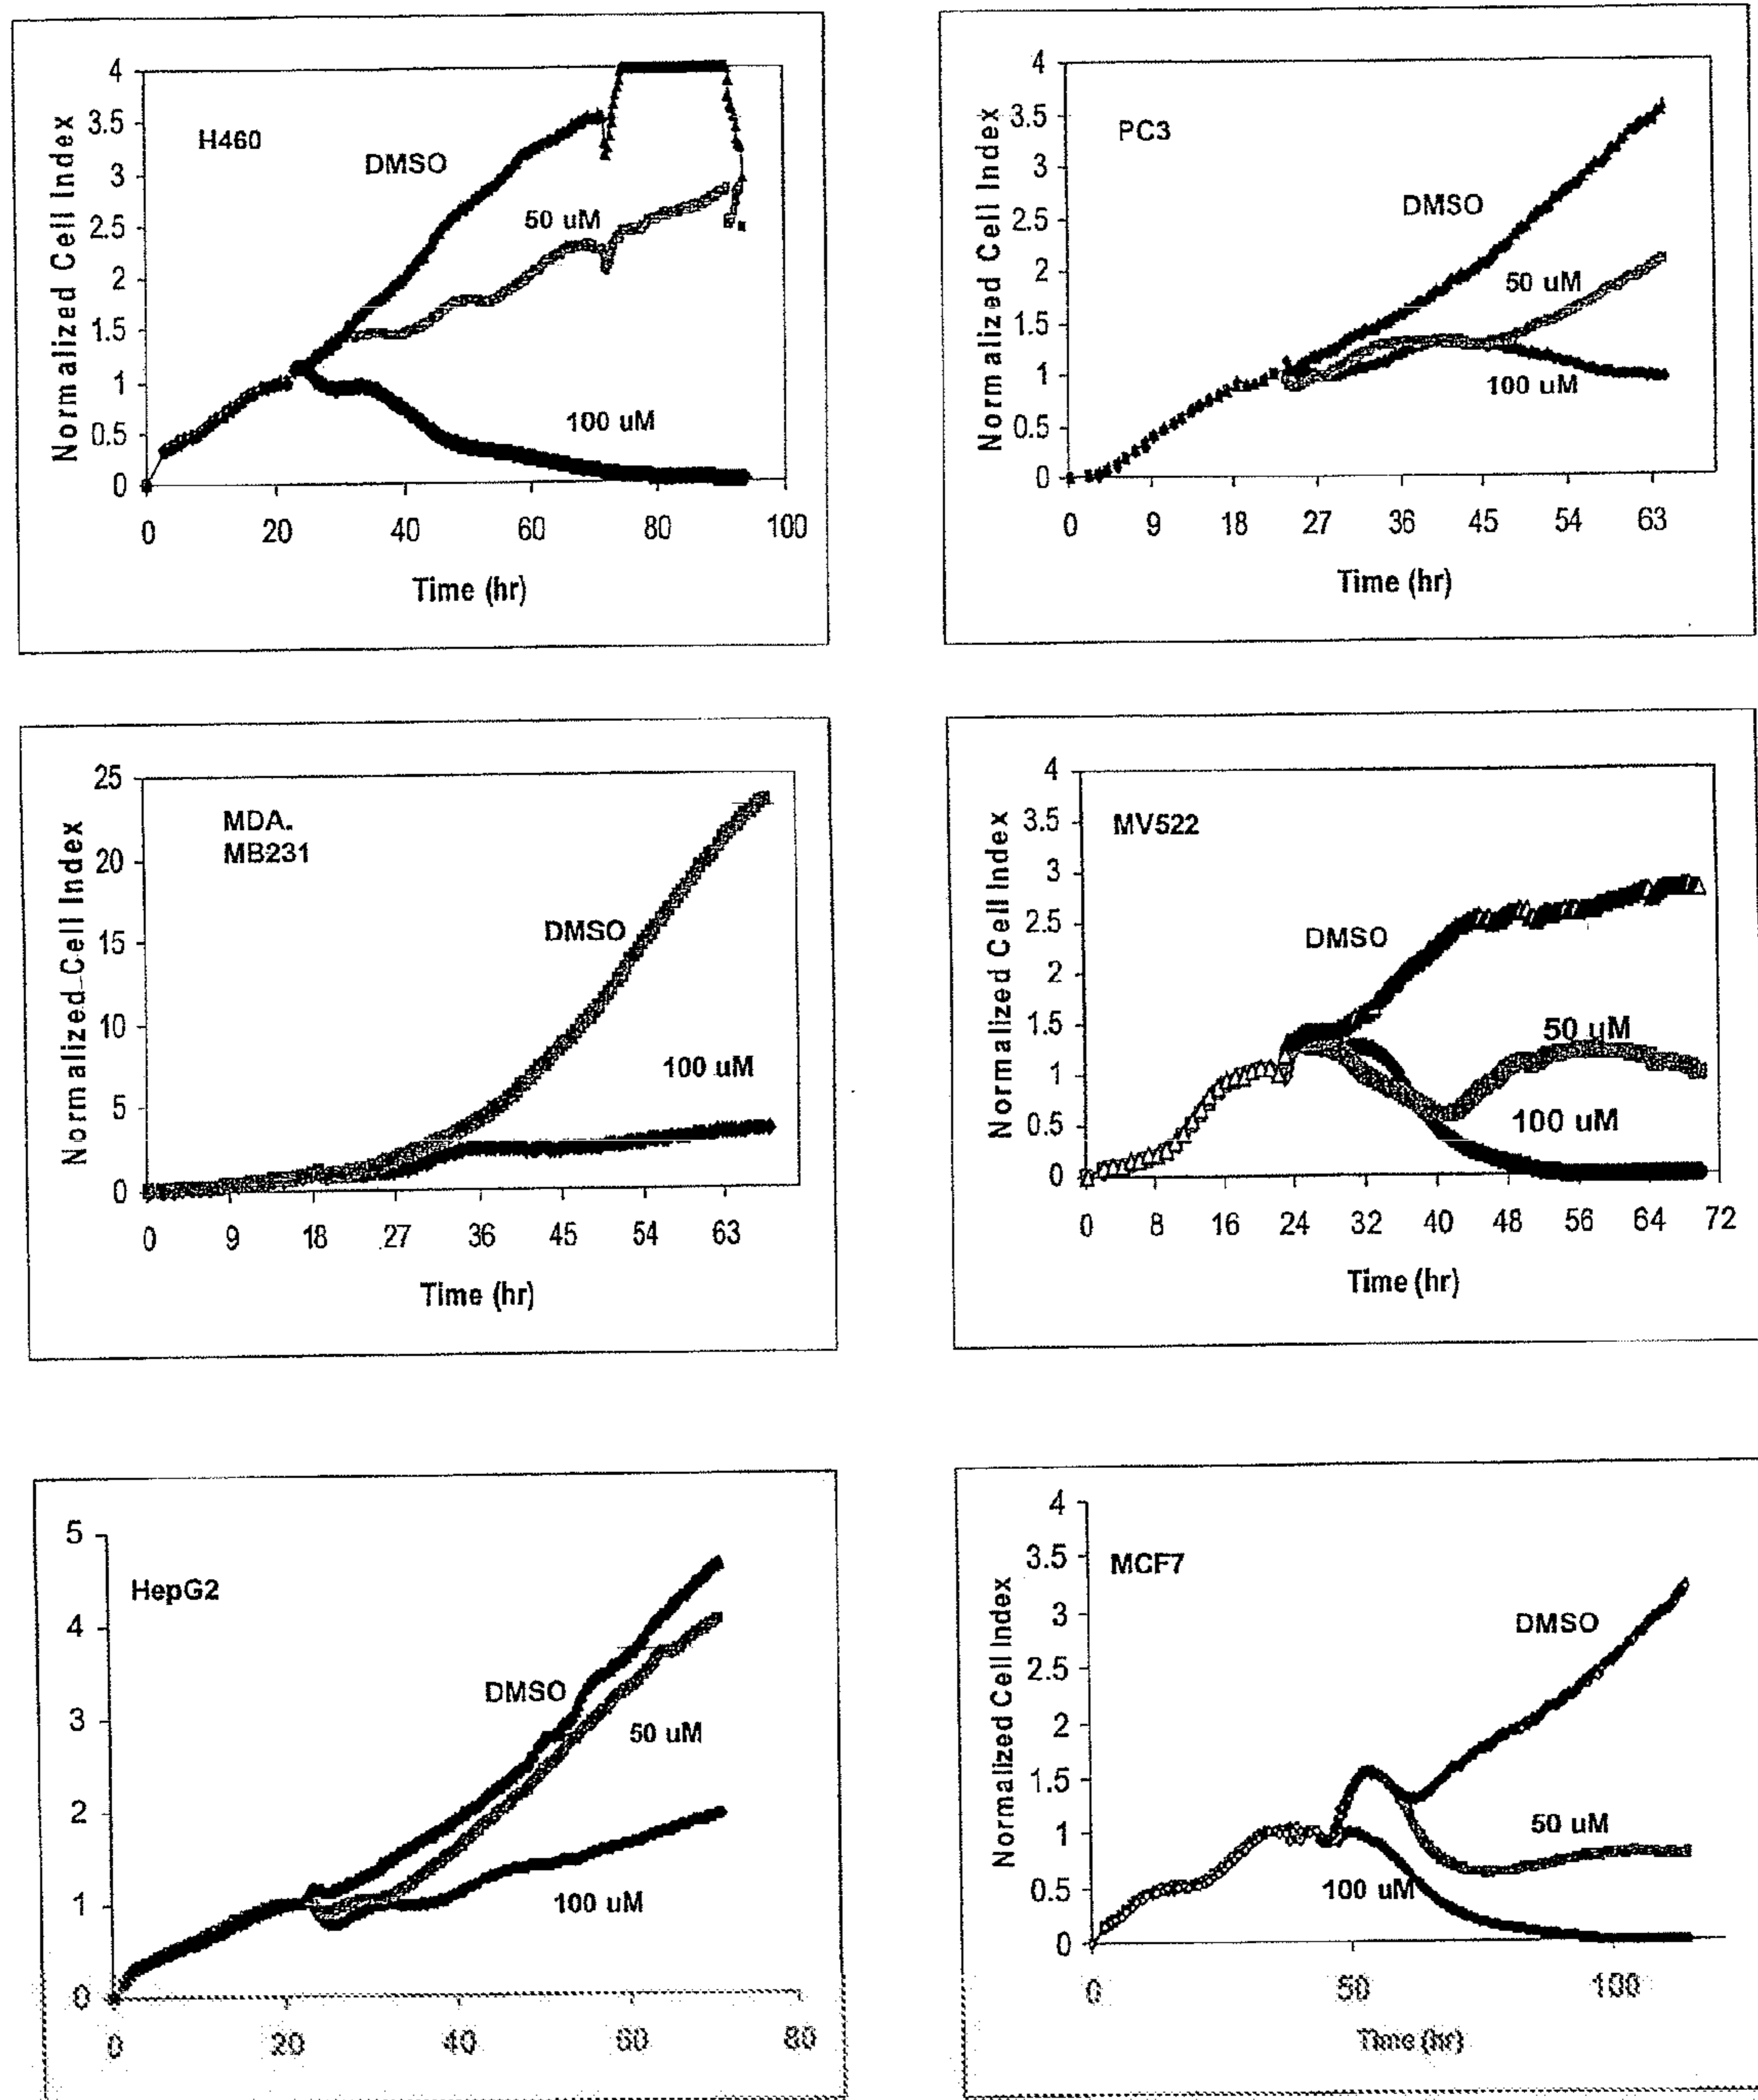 H460
Normalized Cell Index
4
3.5
3
2.5
2
1.5
1
0.5
0
DMSO
50 uM
100 uM
0 20 40 60 80 100
Time (hr)
PC3
Normalized Cell Index
4
3.5
3
2.5
2
1.5
1
0.5
0
DMSO
50 uM
100 uM
0 9 18 27 36 45 54 63
Time (hr)
MDA.
MB231
Normalized Cell Index
25
20
15
10
5
0
DMSO
100 uM
0 9 18 27 36 45 54 63
Time (hr)
MV522
Normalized Cell Index
4
3.5
3
2.5
2
1.5
1
0.5
0
DMSO
50 uM
100 uM
0 8 16 24 32 40 48 56 64 72
Time (hr)
HepG2
5
4
3
2
1
0
DMSO
50 uM
100 uM
0 20 40 60 80
MCF7
Normalized Cell Index
4
3.5
3
2.5
2
1.5
1
0.5
0
DMSO
50 uM
100 uM
0 50 100
Time (hr)